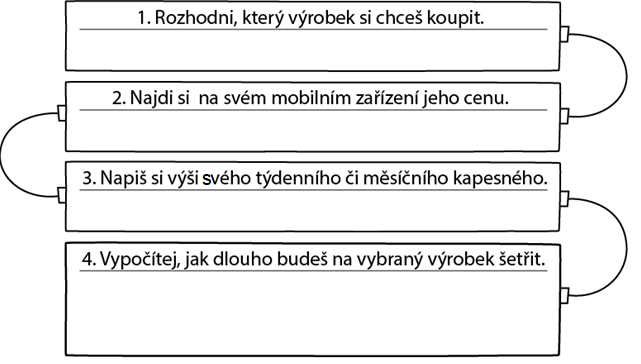 1. Rozhodni, který výrobek si chceš koupit.
2. Najdi si na svém mobilním zařízení jeho cenu.
3. Napiš si výši svého týdenního či měsíčního kapesného.
4. Vypočítej, jak dlouho budeš na vybraný výrobek šetřit.